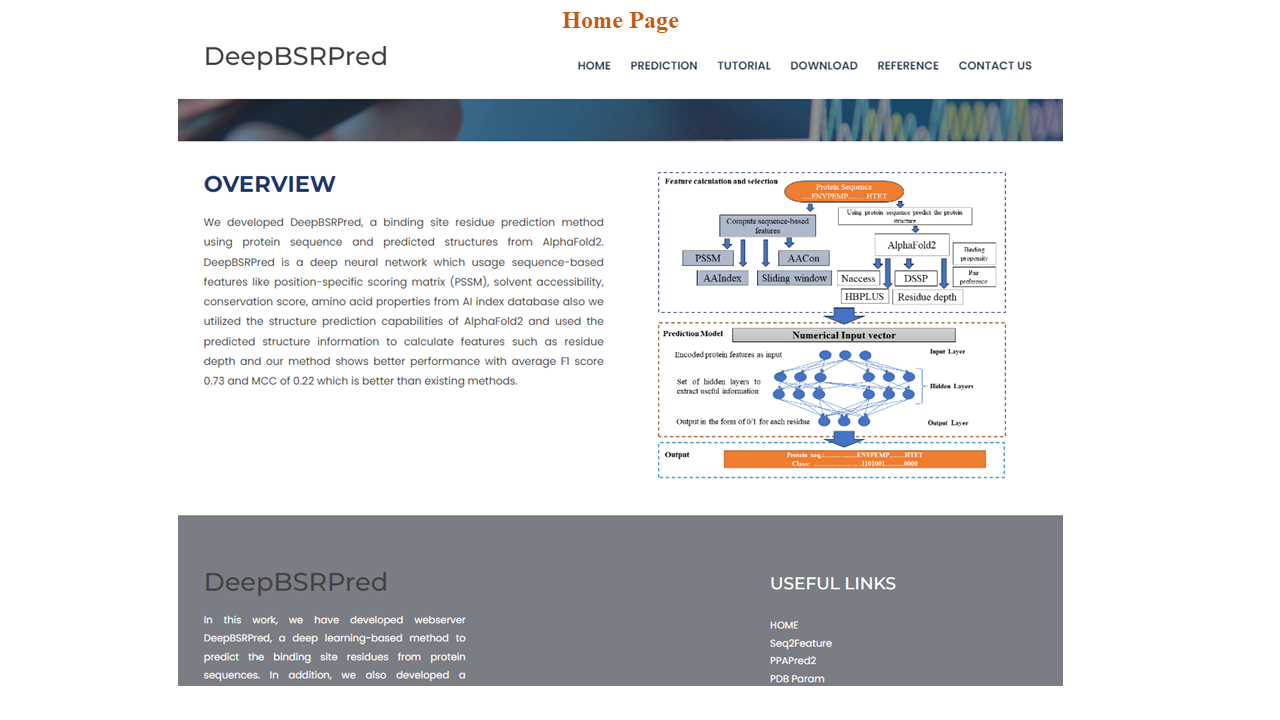 Home Page
DeepBSRPred
HOME PREDICTION TUTORIAL DOWNLOAD REFERENCE CONTACT US
OVERVIEW
We developed DeepBSRPred, a binding site residue prediction method
using protein sequence and predicted structures from AlphaFold2.
DeepBSRPred is a deep neural network which usage sequence-based
features like position-specific scoring matrix (PSSM), solvent accessibility,
conservation score, amino acid properties from AI index database also we
utilized the structure prediction capabilities of AlphaFold2 and used the
predicted structure information to calculate features such as residue
depth and our method shows better performance with average F1 score
0.73 and MCC of 0.22 which is better than existing methods.
Feature calculation and selection
Protein Sequence
....ENYPEMP........HTET
Compute sequence-based
features
Using protein sequence predict the protein
structure
PSSM
AACon
AAIndex
Sliding window
AlphaFold2
Binding
propensity
Naccess
DSSP
Pair
preference
HBPLUS
Residue depth
Prediction Model
Numerical Input vector
Encoded protein features as input
Input Layer
Set of hidden layers to
extract useful information
Hidden Layers
Output in the form of 0/1 for each residue
Output Layer
Output
Protein seq.:...............ENYPEMP.......HTET
Class: ......................1101001.........0000
DeepBSRPred
In this work, we have developed webserver
DeepBSRPred, a deep learning-based method to
predict the binding site residues from protein
sequences. In addition, we also developed a
USEFUL LINKS
HOME
Seq2Feature
PPAPred2
PDB Param